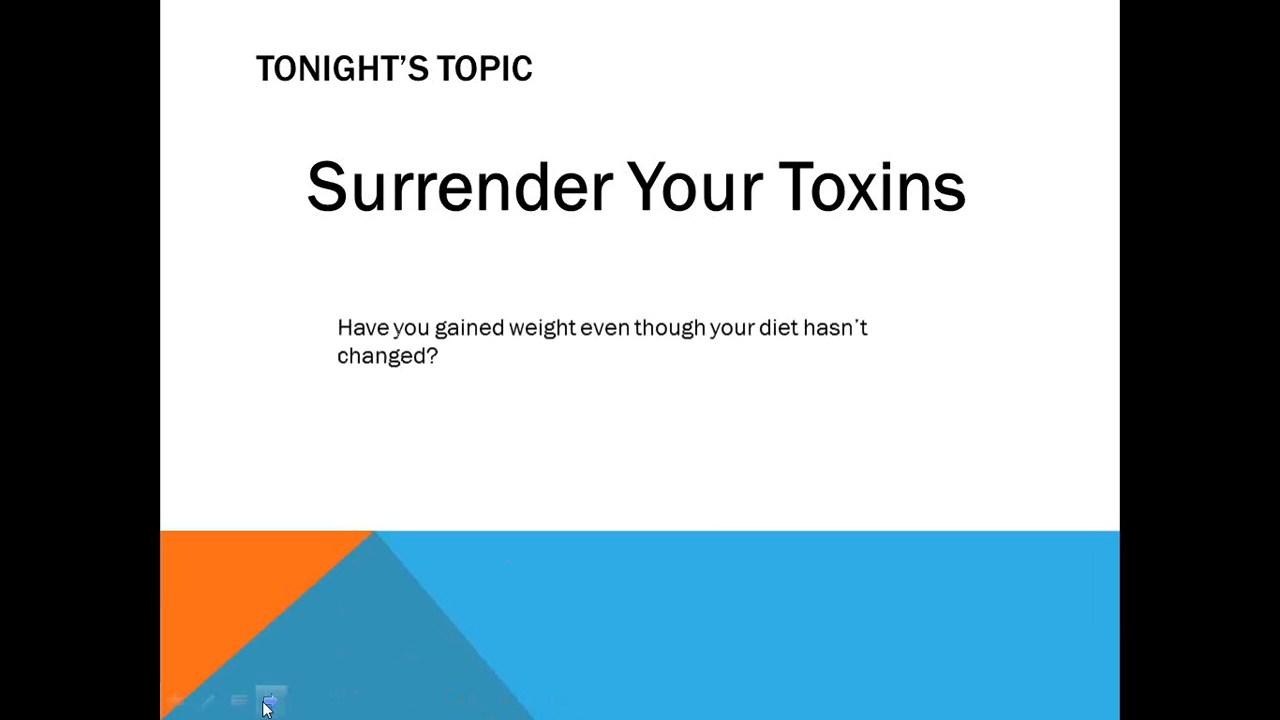 TONIGHT’S TOPIC
Surrender Your Toxins
Have you gained weight even though your diet hasn’t
changed?